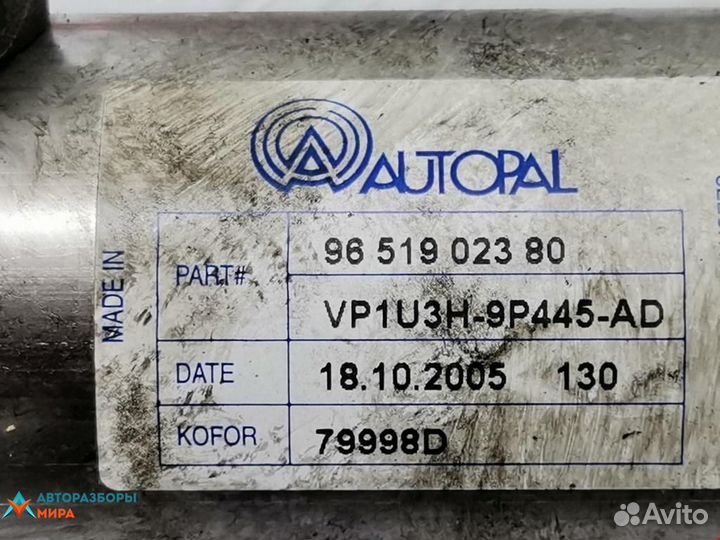 AUTOPAL
MADE IN
PART#
96 519 023 80
VP1U3H-9P445-AD
DATE
18.10.2005 130
KOFOR
79998D
АВТОРАЗБОРЫ
МИРА
Avito